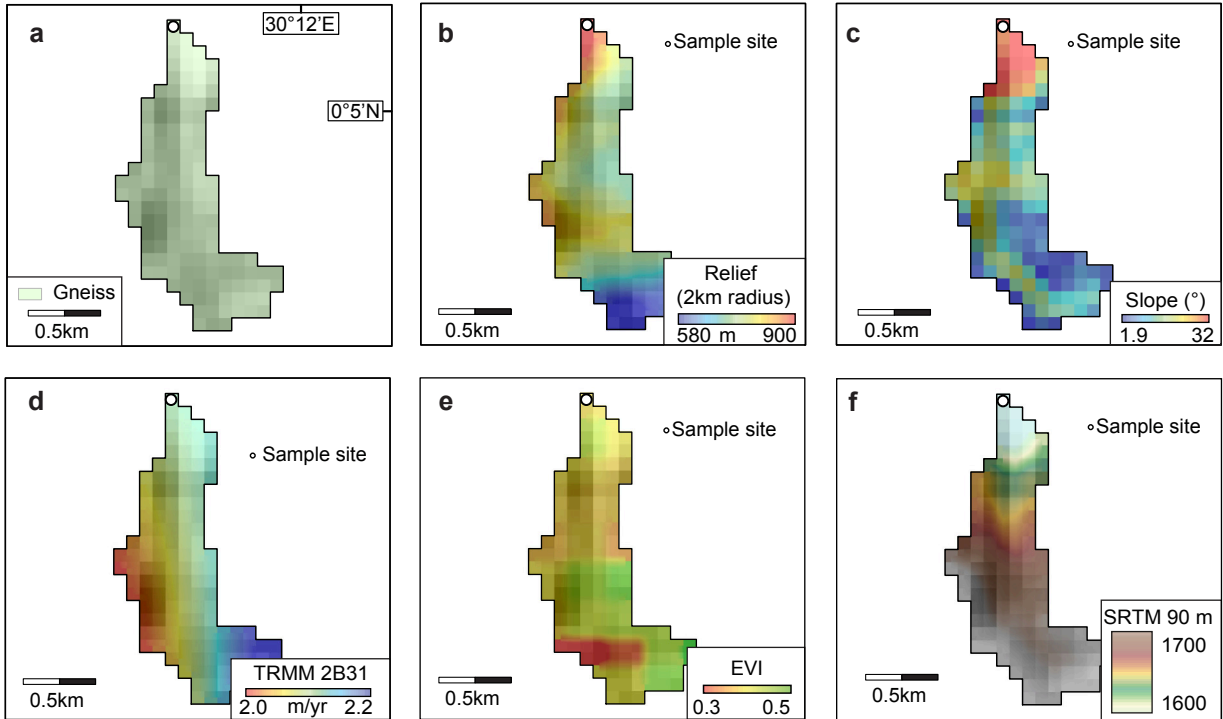 a
30°12’E
0°5’N
Gneiss
0.5km
b
Sample site
0.5km
Relief
(2km radius)
580 m 900
c
Sample site
0.5km
Slope (°)
1.9 32
d
Sample site
0.5km
TRMM 2B31
2.0 m/yr 2.2
e
Sample site
0.5km
EVI
0.3 0.5
f
Sample site
0.5km
SRTM 90 m
1700
1600